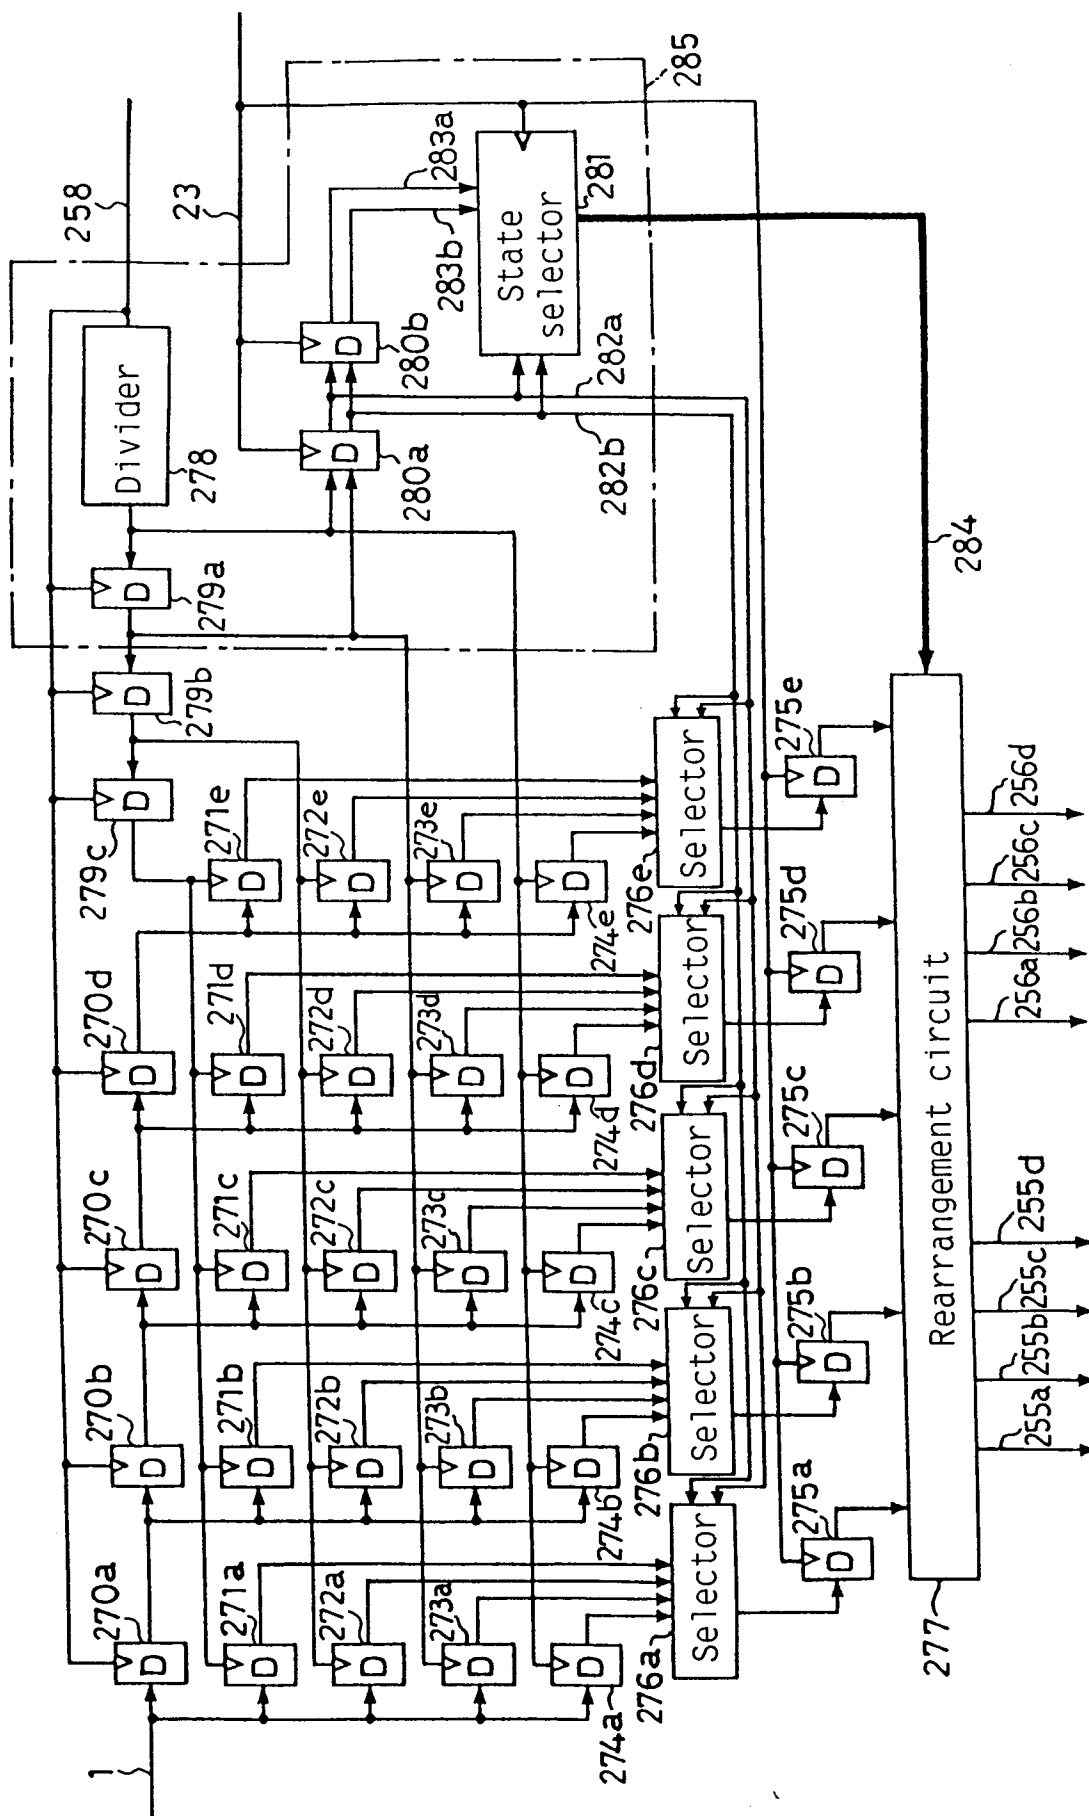 1
270a
D
270b
D
270c
D
270d
D
279c
D
279b
D
279a
D
Divider
278
258
23
271a
D
271b
D
271c
D
271d
D
271e
D
272a
D
272b
D
272c
D
272d
D
272e
D
273a
D
273b
D
273c
D
273d
D
273e
D
274a
D
274b
D
274c
D
274d
D
274e
D
280a
D
280b
D
283a
283b
State
selector
281
282a
282b
285
276a
Selector
276b
Selector
276c
Selector
276d
Selector
276e
Selector
275a
D
275b
D
275c
D
275d
D
275e
D
284
277
Rearrangement circuit
255a
255b
255c
255d
256a
256b
256c
256d